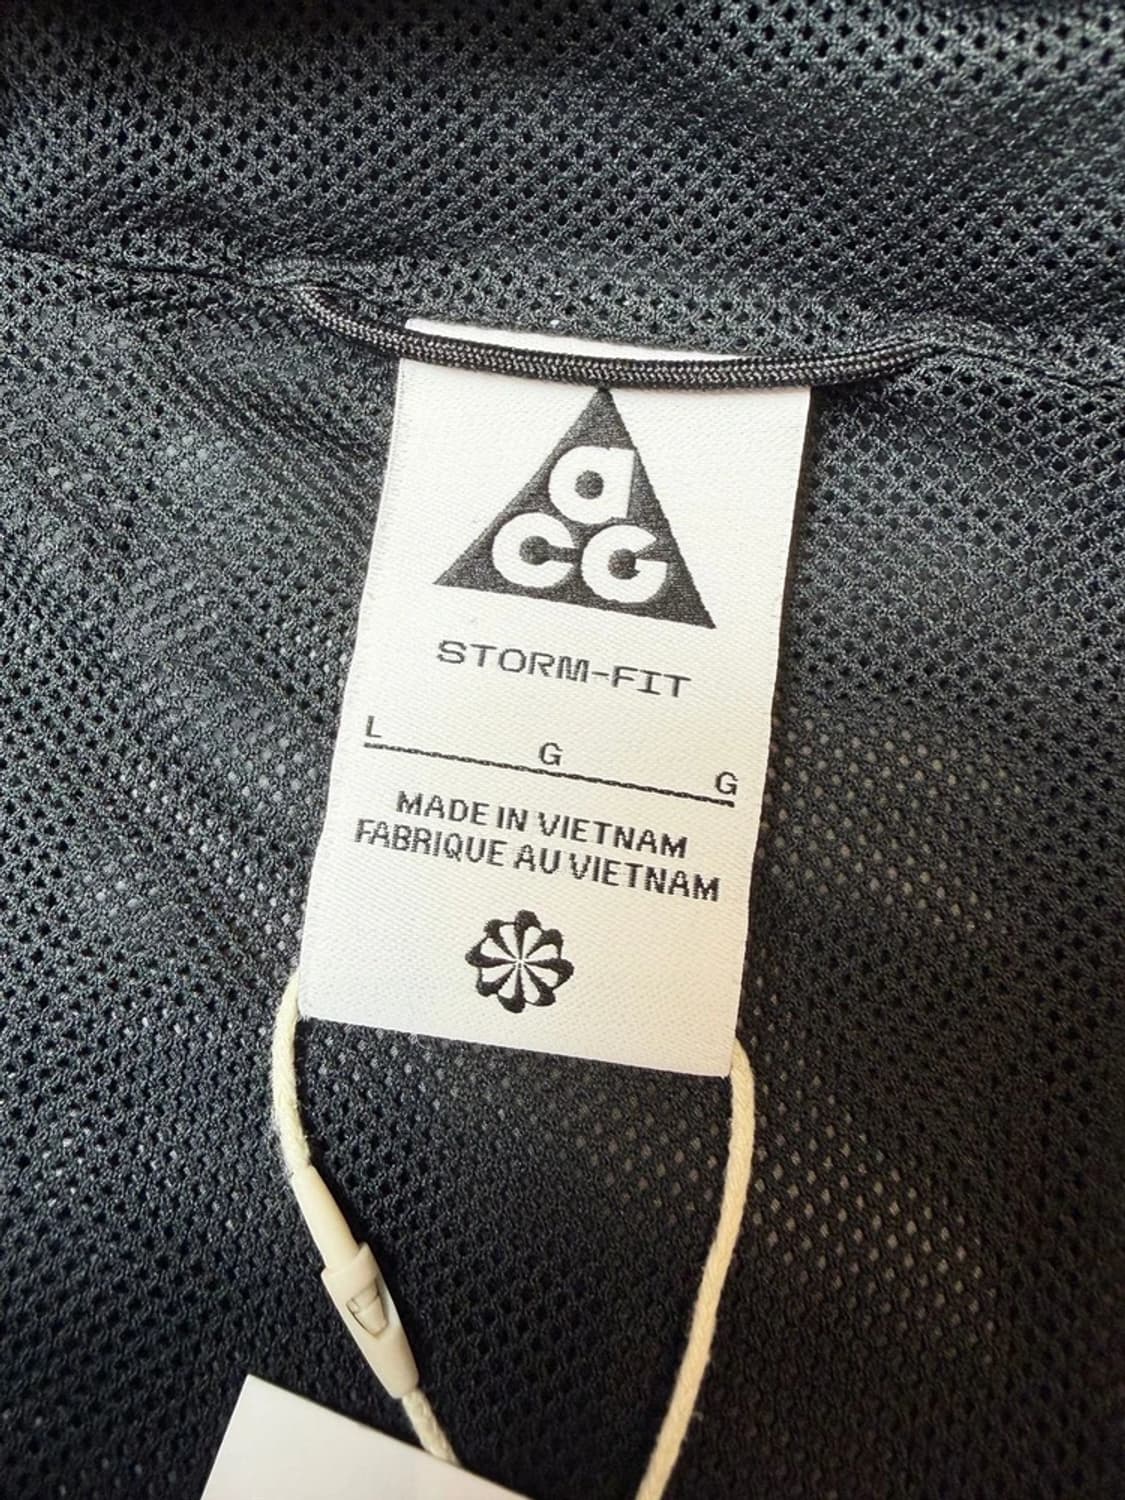 aCG
STORM-FIT
L G G
MADE IN VIETNAM
FABRIQUE AU VIETNAM